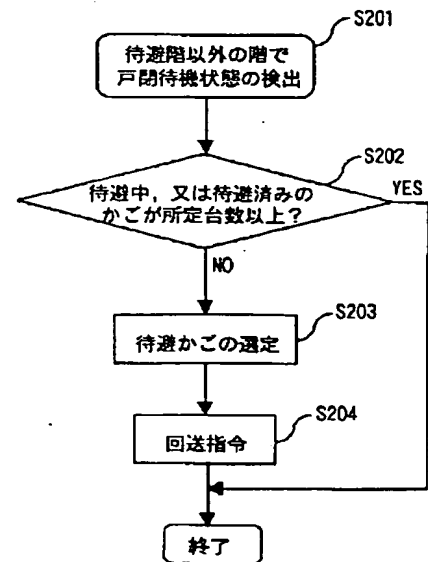 S201
待避階以外の階で
戸閉待機状態の検出
S202
待避中，又は待避済みの
かごが所定台数以上？
YES
NO
S203
待避かごの選定
S204
回送指令
終了